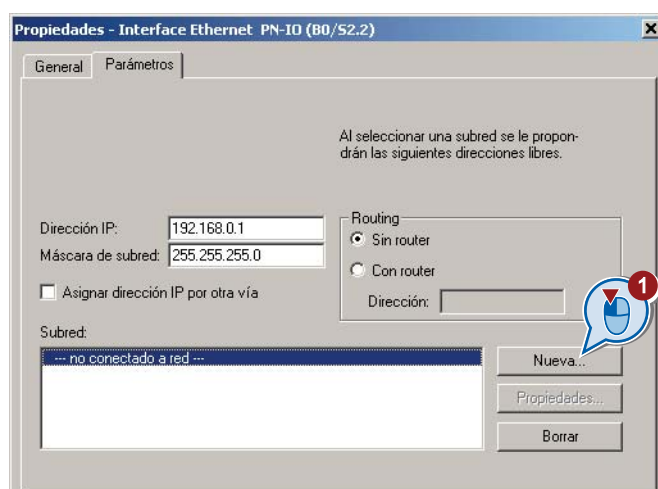 Propiedades - Interface Ethernet PN-IO (B0/S2.2)
General Parámetros
Al seleccionar una subred se le propon-
drán las siguientes direcciones libres.
Dirección IP: 192.168.0.1
Máscara de subred: 255.255.255.0
Asignar dirección IP por otra vía
Routing
Sin router
Con router
Dirección:
1
Subred:
--- no conectado a red ---
Nueva...
Propiedades...
Borrar